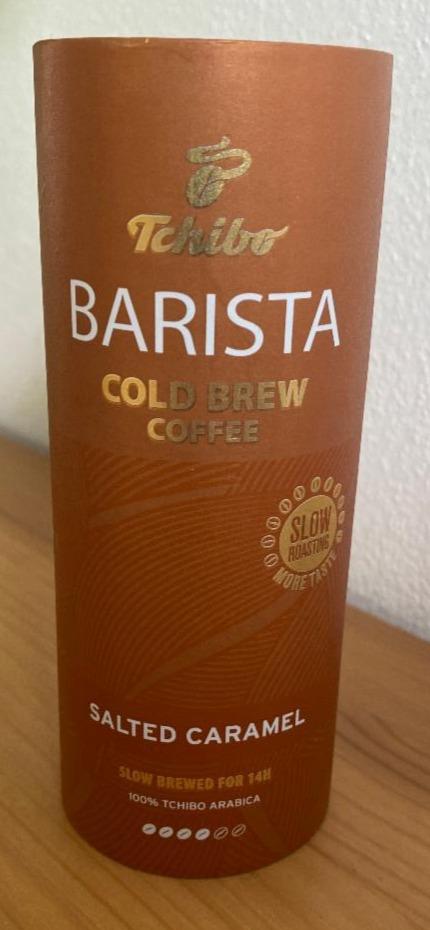 Tchibo
BARISTA
COLD BREW
COFFEE
SLOW
ROASTING
MORE TASTE
SALTED CARAMEL
SLOW BREWED FOR 14H
100% TCHIBO ARABICA